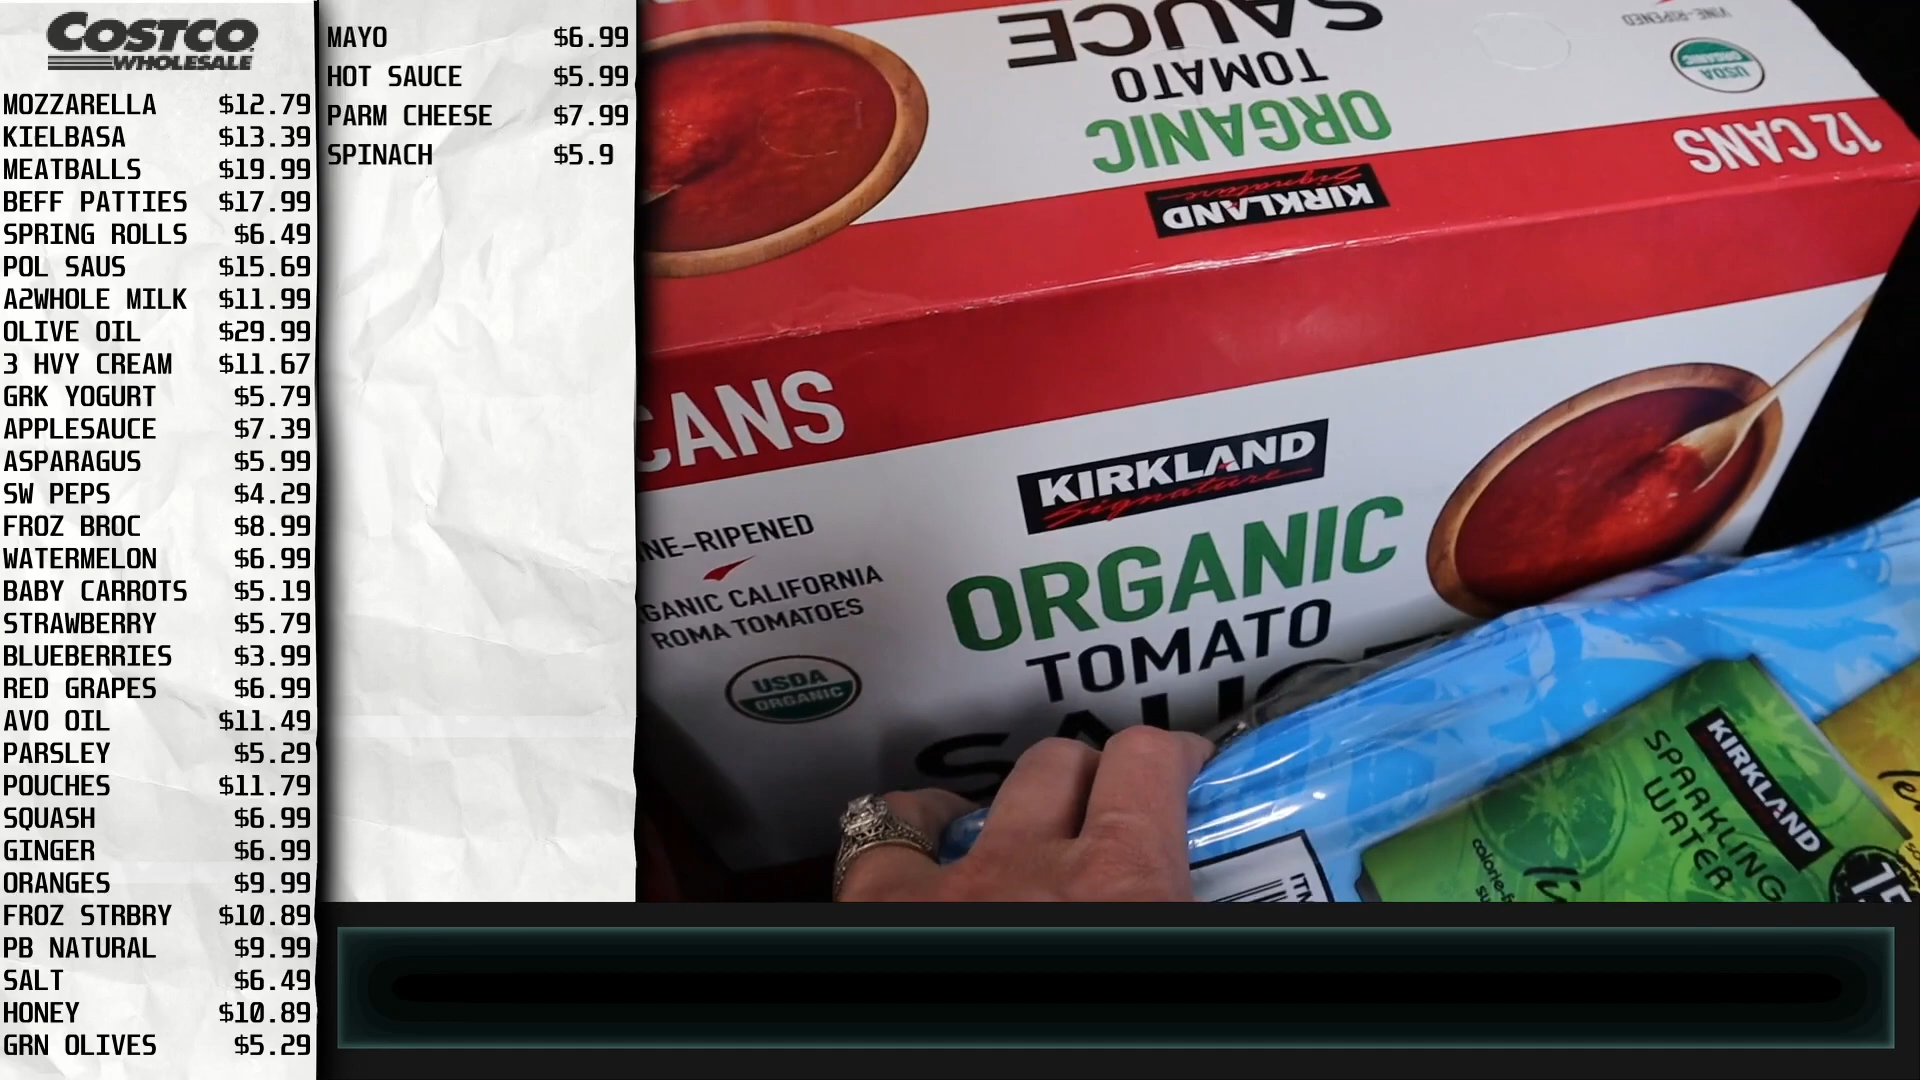 COSTCO
WHOLESALE
MOZZARELLA $12.79
KIELBASA $13.39
MEATBALLS $19.99
BEFF PATTIES $17.99
SPRING ROLLS $6.49
POL SAUS $15.69
A2WHOLE MILK $11.99
OLIVE OIL $29.99
3 HVY CREAM $11.67
GRK YOGURT $5.79
APPLESAUCE $7.39
ASPARAGUS $5.99
SW PEPS $4.29
FROZ BROC $8.99
WATERMELON $6.99
BABY CARROTS $5.19
STRAWBERRY $5.79
BLUEBERRIES $3.99
RED GRAPES $6.99
AVO OIL $11.49
PARSLEY $5.29
POUCHES $11.79
SQUASH $6.99
GINGER $6.99
ORANGES $9.99
FROZ STRBRY $10.89
PB NATURAL $9.99
SALT $6.49
HONEY $10.89
GRN OLIVES $5.29
MAYO $6.99
HOT SAUCE $5.99
PARM CHEESE $7.99
SPINACH $5.9
SAUCE
TOMATO
ORGANIC
KIRKLAND
Signature
VINE-RIPENED
USDA
ORGANIC
12 CANS
CANS
KIRKLAND
Signature
ORGANIC
TOMATO
SAUCE
NE-RIPENED
GANIC CALIFORNIA
ROMA TOMATOES
USDA
ORGANIC
KIRKLAND
SPARKLING
WATER
calorie-f
ITM